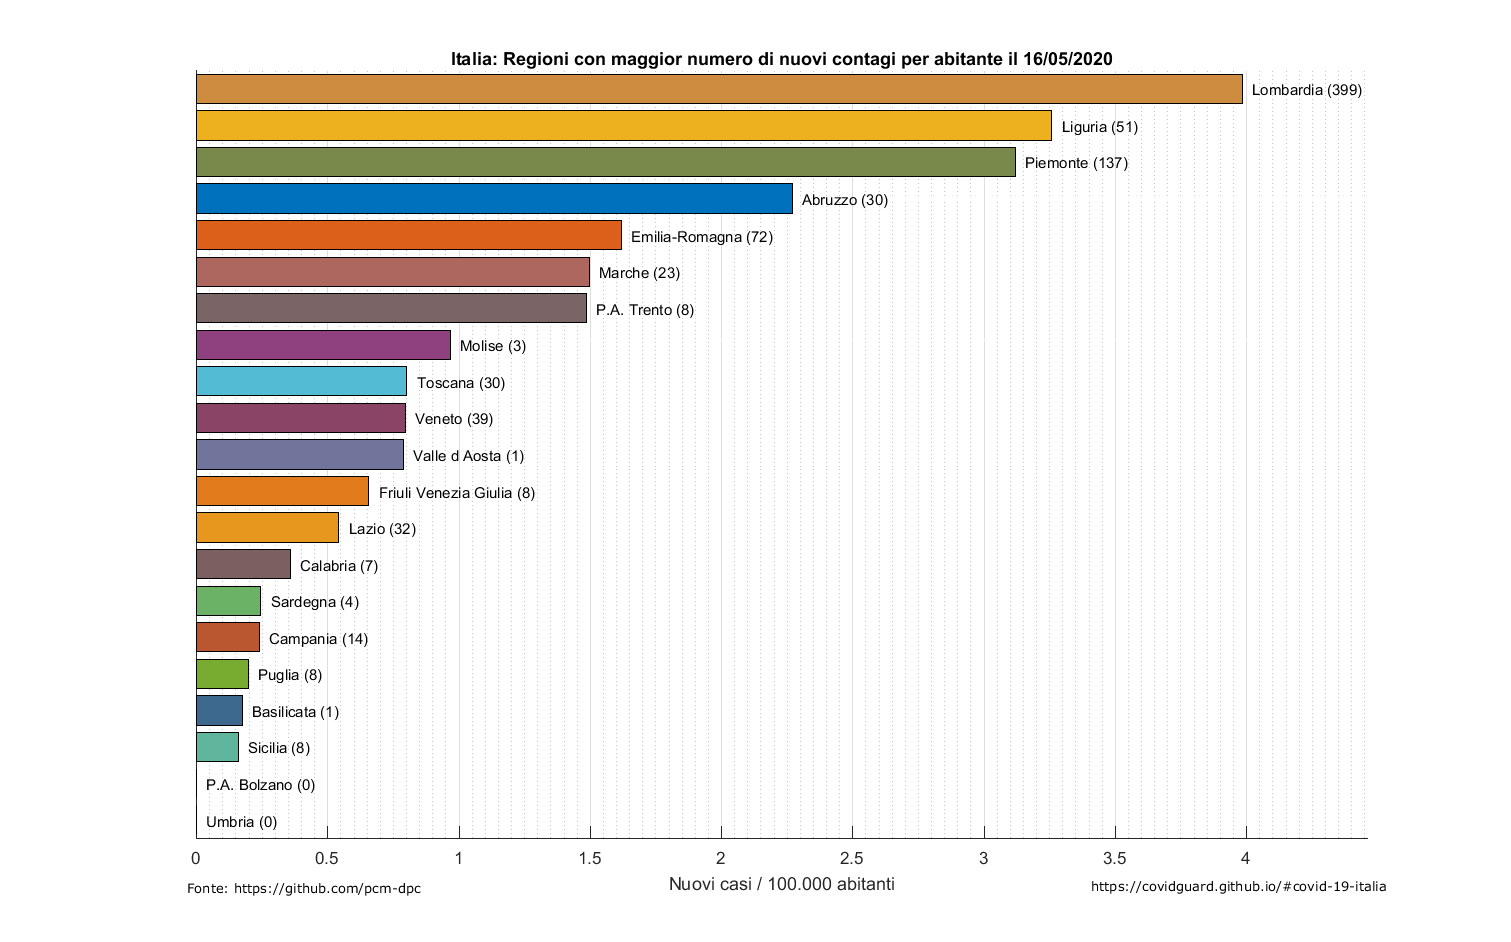 Italia: Regioni con maggior numero di nuovi contagi per abitante il 16/05/2020
Lombardia (399)
Liguria (51)
Piemonte (137)
Abruzzo (30)
Emilia-Romagna (72)
Marche (23)
P.A. Trento (8)
Molise (3)
Toscana (30)
Veneto (39)
Valle d Aosta (1)
Friuli Venezia Giulia (8)
Lazio (32)
Calabria (7)
Sardegna (4)
Campania (14)
Puglia (8)
Basilicata (1)
Sicilia (8)
P.A. Bolzano (0)
Umbria (0)
0 0.5 1 1.5 2 2.5 3 3.5 4
Nuovi casi / 100.000 abitanti
Fonte: https://github.com/pcm-dpc
https://covidguard.github.io/#covid-19-italia